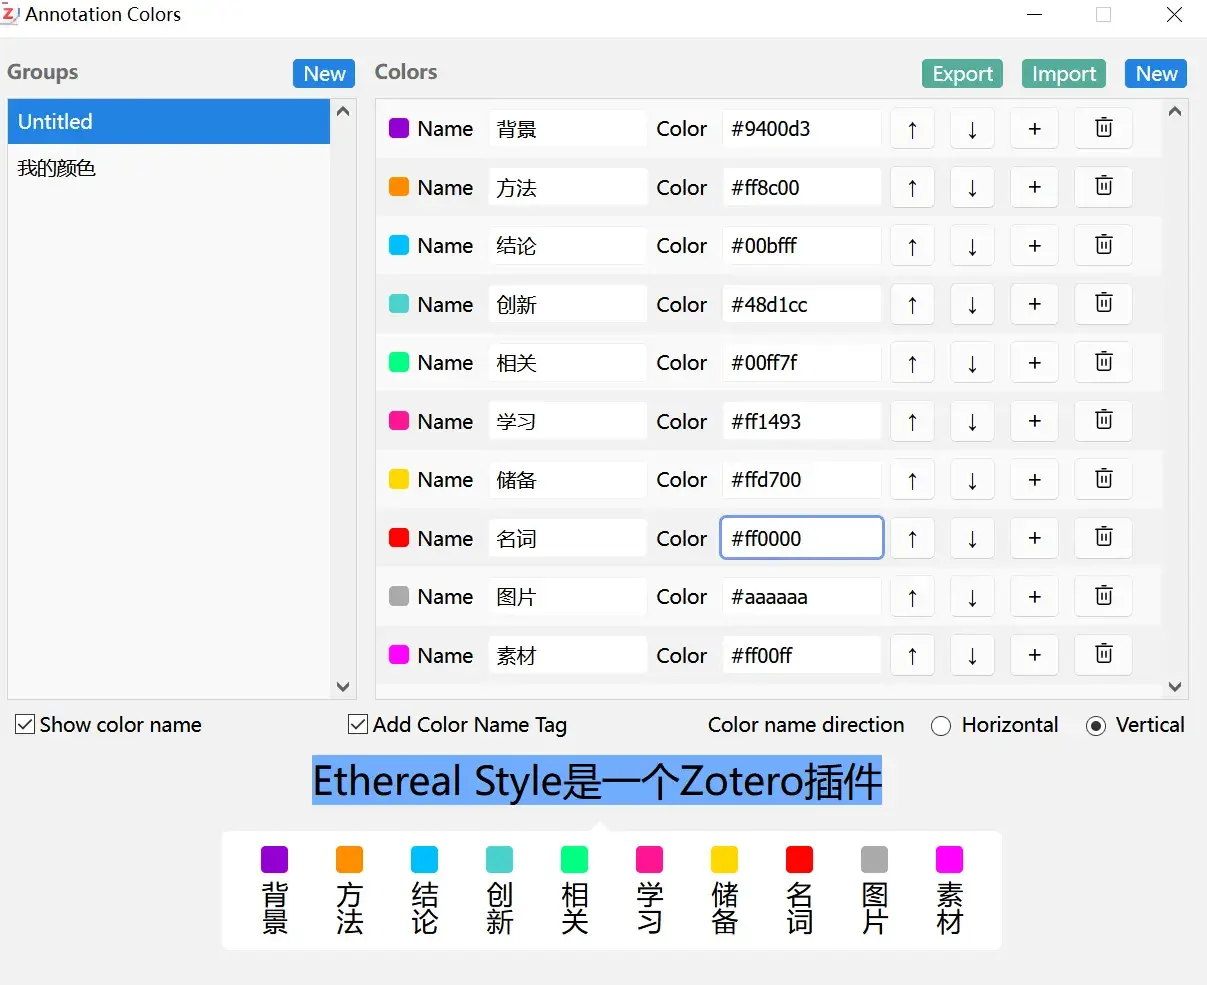 Annotation Colors
Groups New Colors Export Import New
Untitled
我的颜色
Name 背景 Color #9400d3 ↑ ↓ +
Name 方法 Color #ff8c00 ↑ ↓ +
Name 结论 Color #00bfff ↑ ↓ +
Name 创新 Color #48d1cc ↑ ↓ +
Name 相关 Color #00ff7f ↑ ↓ +
Name 学习 Color #ff1493 ↑ ↓ +
Name 储备 Color #ffd700 ↑ ↓ +
Name 名词 Color #ff0000 ↑ ↓ +
Name 图片 Color #aaaaaa ↑ ↓ +
Name 素材 Color #ff00ff ↑ ↓ +
Show color name Add Color Name Tag Color name direction Horizontal Vertical
Ethereal Style是一个Zotero插件
背景
方法
结论
创新
相关
学习
储备
名词
图片
素材